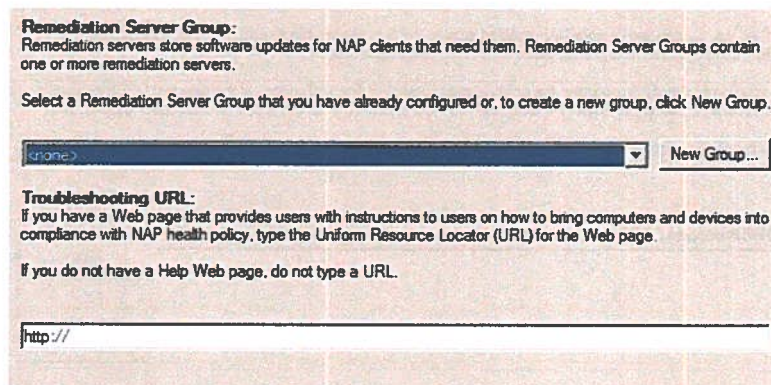 Remediation Server Group:
Remediation servers store software updates for NAP clients that need them. Remediation Server Groups contain
one or more remediation servers.
Select a Remediation Server Group that you have already configured or, to create a new group, click New Group.
<none>
New Group...
Troubleshooting URL:
If you have a Web page that provides users with instructions to users on how to bring computers and devices into
compliance with NAP health policy, type the Uniform Resource Locator (URL) for the Web page.
If you do not have a Help Web page, do not type a URL.
http://